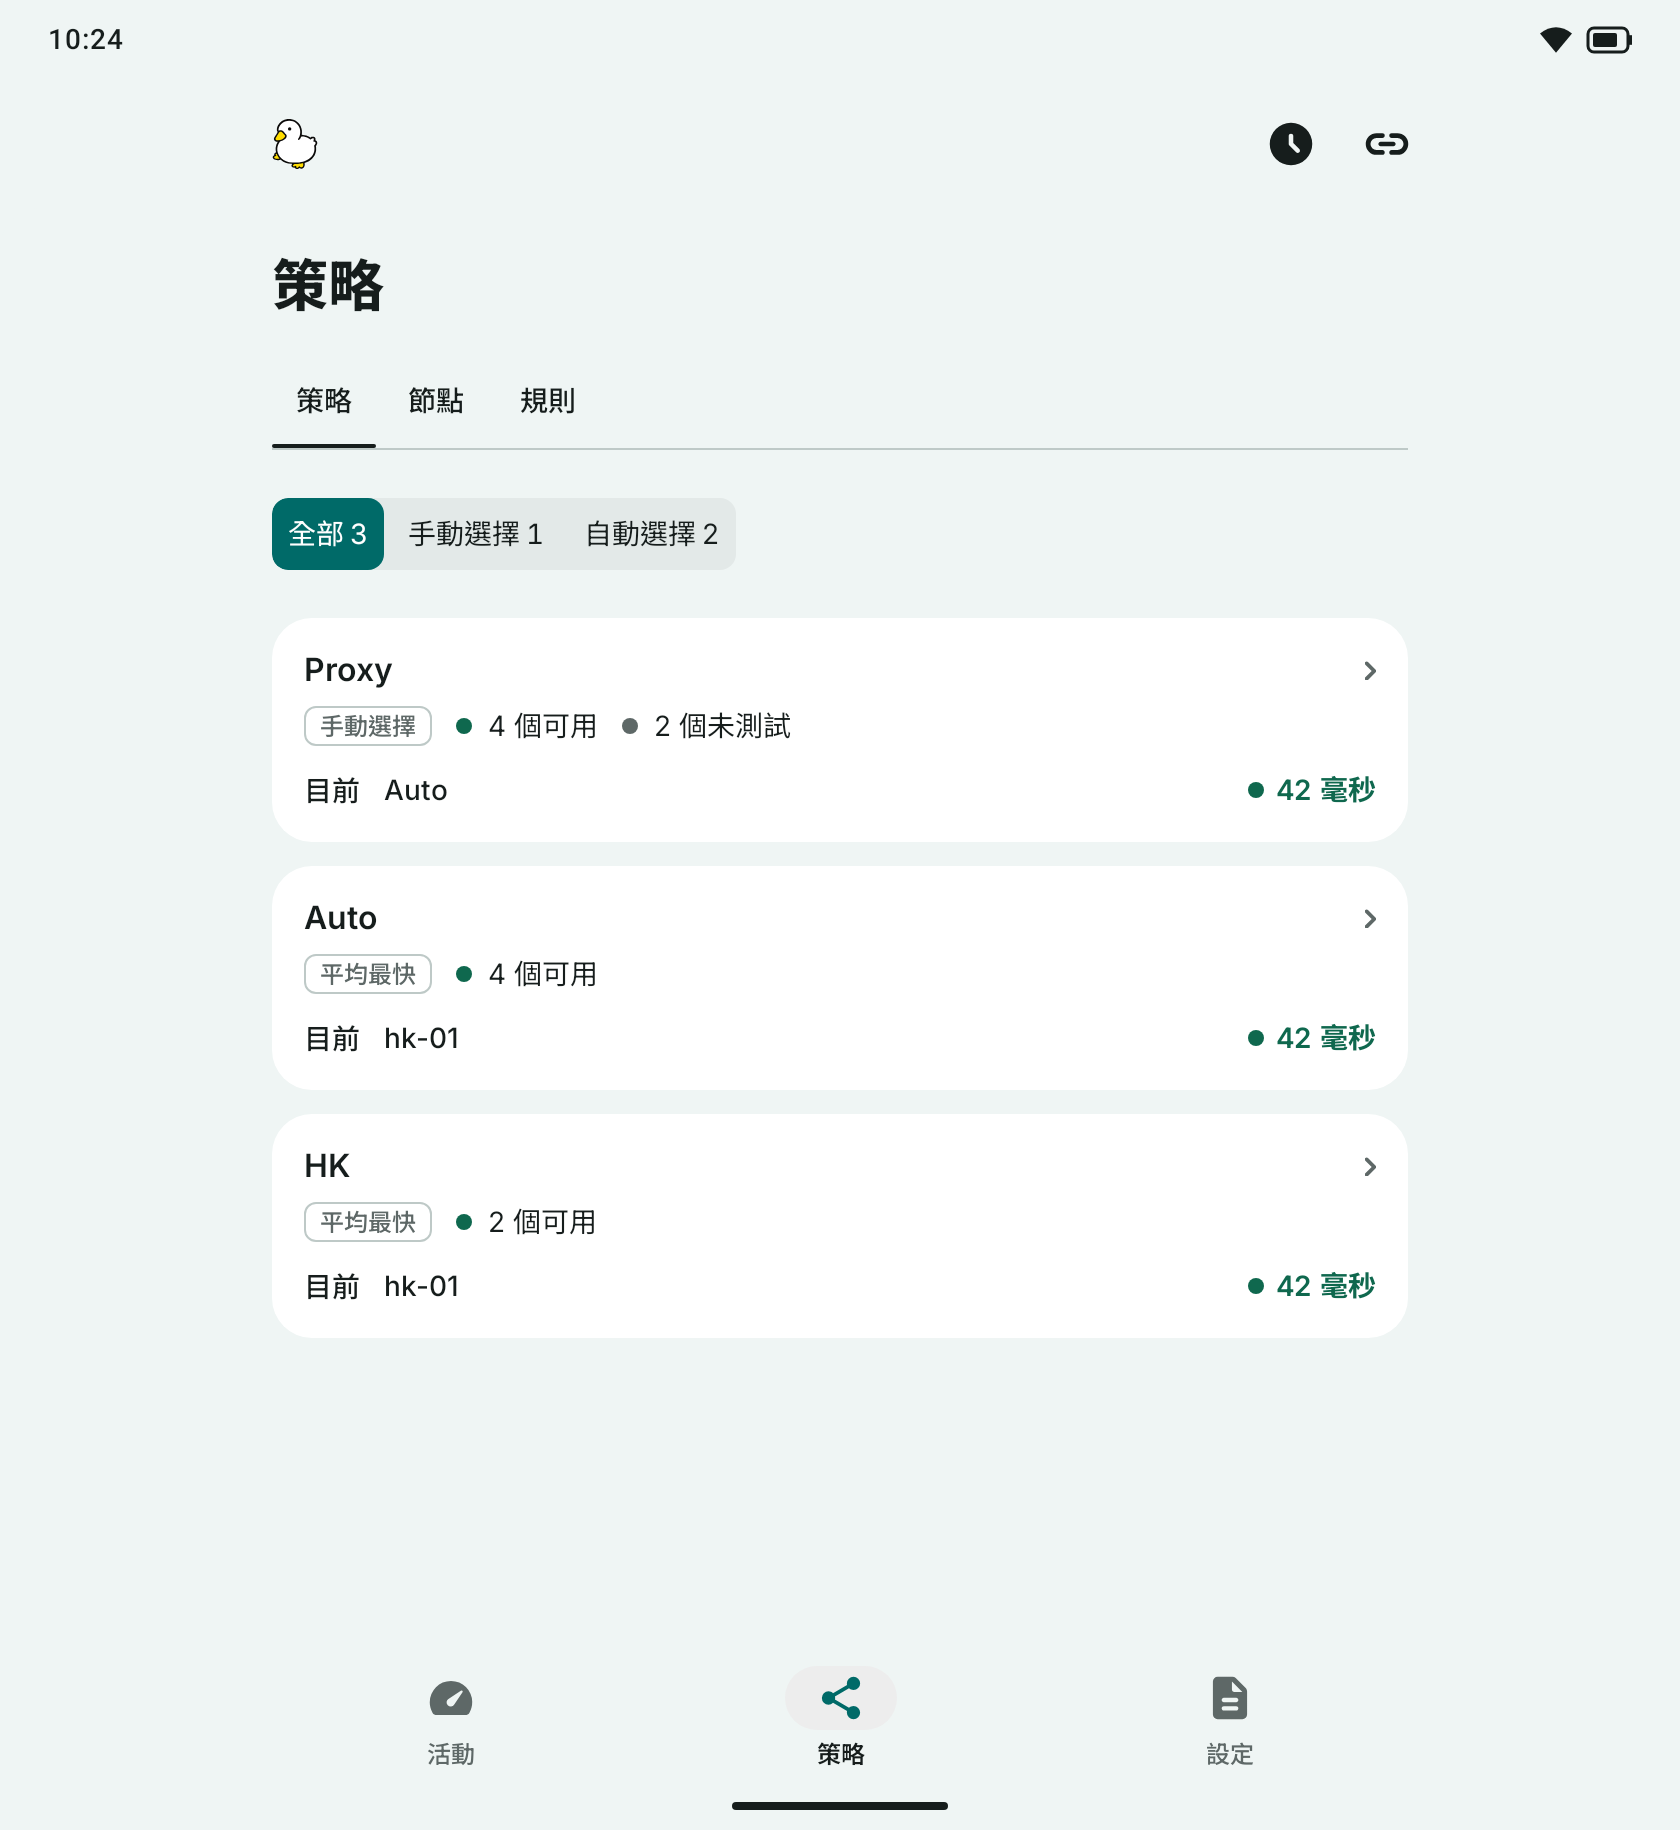 10:24
策略
策略 節點 規則
全部 3 手動選擇 1 自動選擇 2
Proxy
手動選擇 4 個可用 2 個未測試
目前 Auto 42 毫秒
Auto
平均最快 4 個可用
目前 hk-01 42 毫秒
HK
平均最快 2 個可用
目前 hk-01 42 毫秒
活動 策略 設定